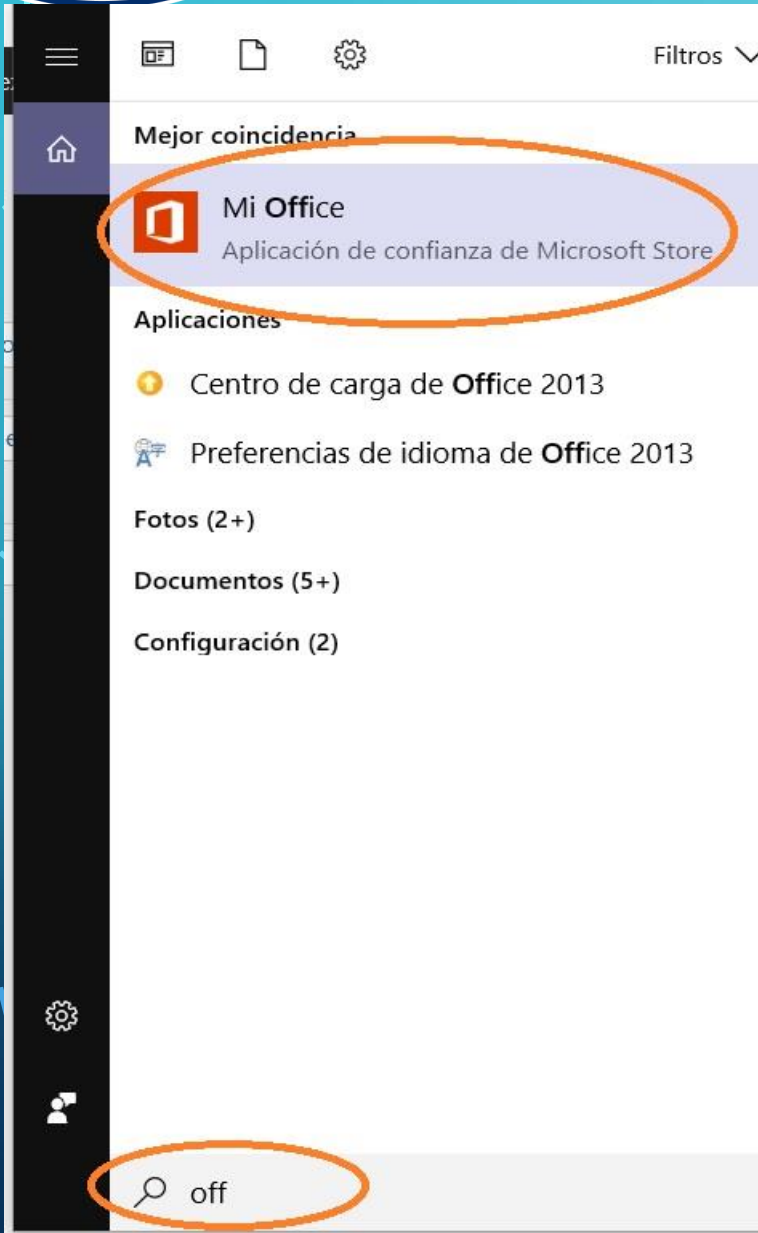 Filtros
Mejor coincidencia
Mi Office
Aplicación de confianza de Microsoft Store
Aplicaciones
Centro de carga de Office 2013
Preferencias de idioma de Office 2013
Fotos (2+)
Documentos (5+)
Configuración (2)
off